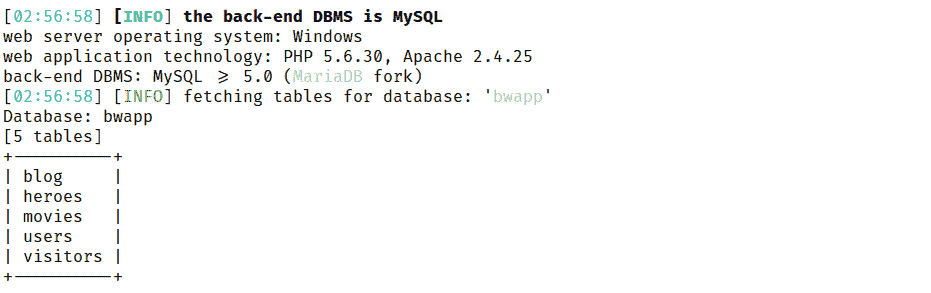 [02:56:58] [INFO] the back-end DBMS is MySQL
web server operating system: Windows
web application technology: PHP 5.6.30, Apache 2.4.25
back-end DBMS: MySQL ≥ 5.0 (MariaDB fork)
[02:56:58] [INFO] fetching tables for database: 'bwapp'
Database: bwapp
[5 tables]
+----------+
| blog     |
| heroes   |
| movies   |
| users    |
| visitors |
+----------+